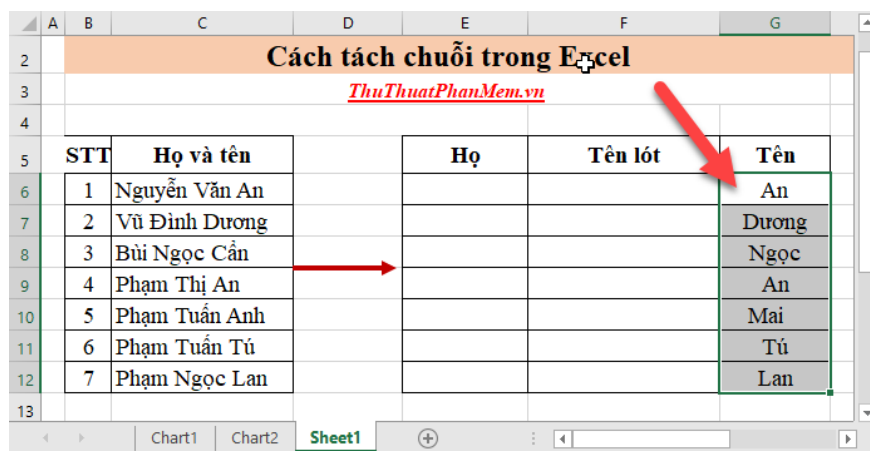 A B C D E F G
2 Cách tách chuỗi trong Excel
3 ThuThuatPhanMem.vn
4
5 STT Họ và tên Họ Tên lót Tên
6 1 Nguyễn Văn An An
7 2 Vũ Đình Dương Dương
8 3 Bùi Ngọc Cẩn Ngọc
9 4 Phạm Thị An An
10 5 Phạm Tuấn Anh Mai
11 6 Phạm Tuấn Tú Tú
12 7 Phạm Ngọc Lan Lan
13
Chart1 Chart2 Sheet1